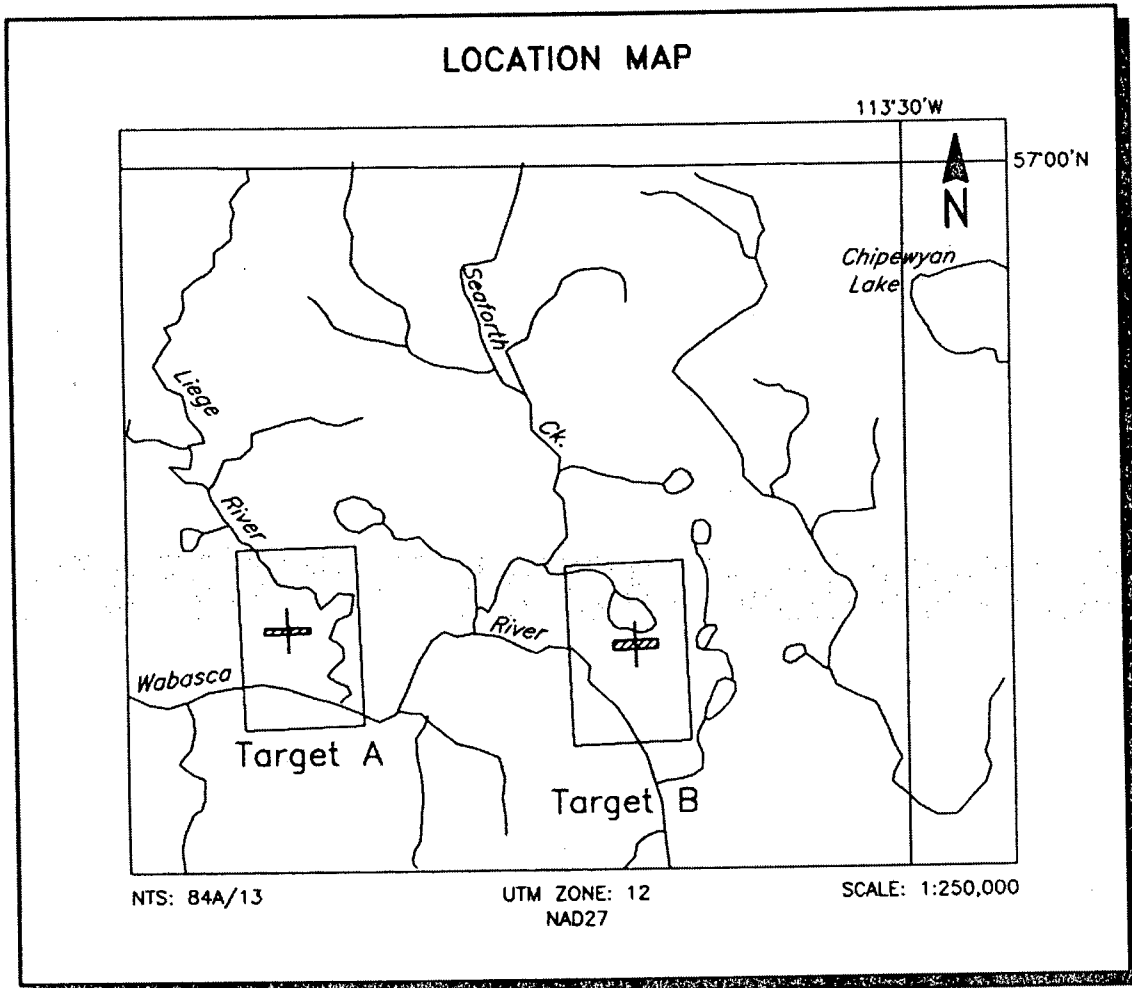 LOCATION MAP
113°30'W
57°00'N
N
Chipewyan
Lake
Seaforth
Ck.
Liege
River
River
Wabasca
Target A
Target B
NTS: 84A/13
UTM ZONE: 12
NAD27
SCALE: 1:250,000